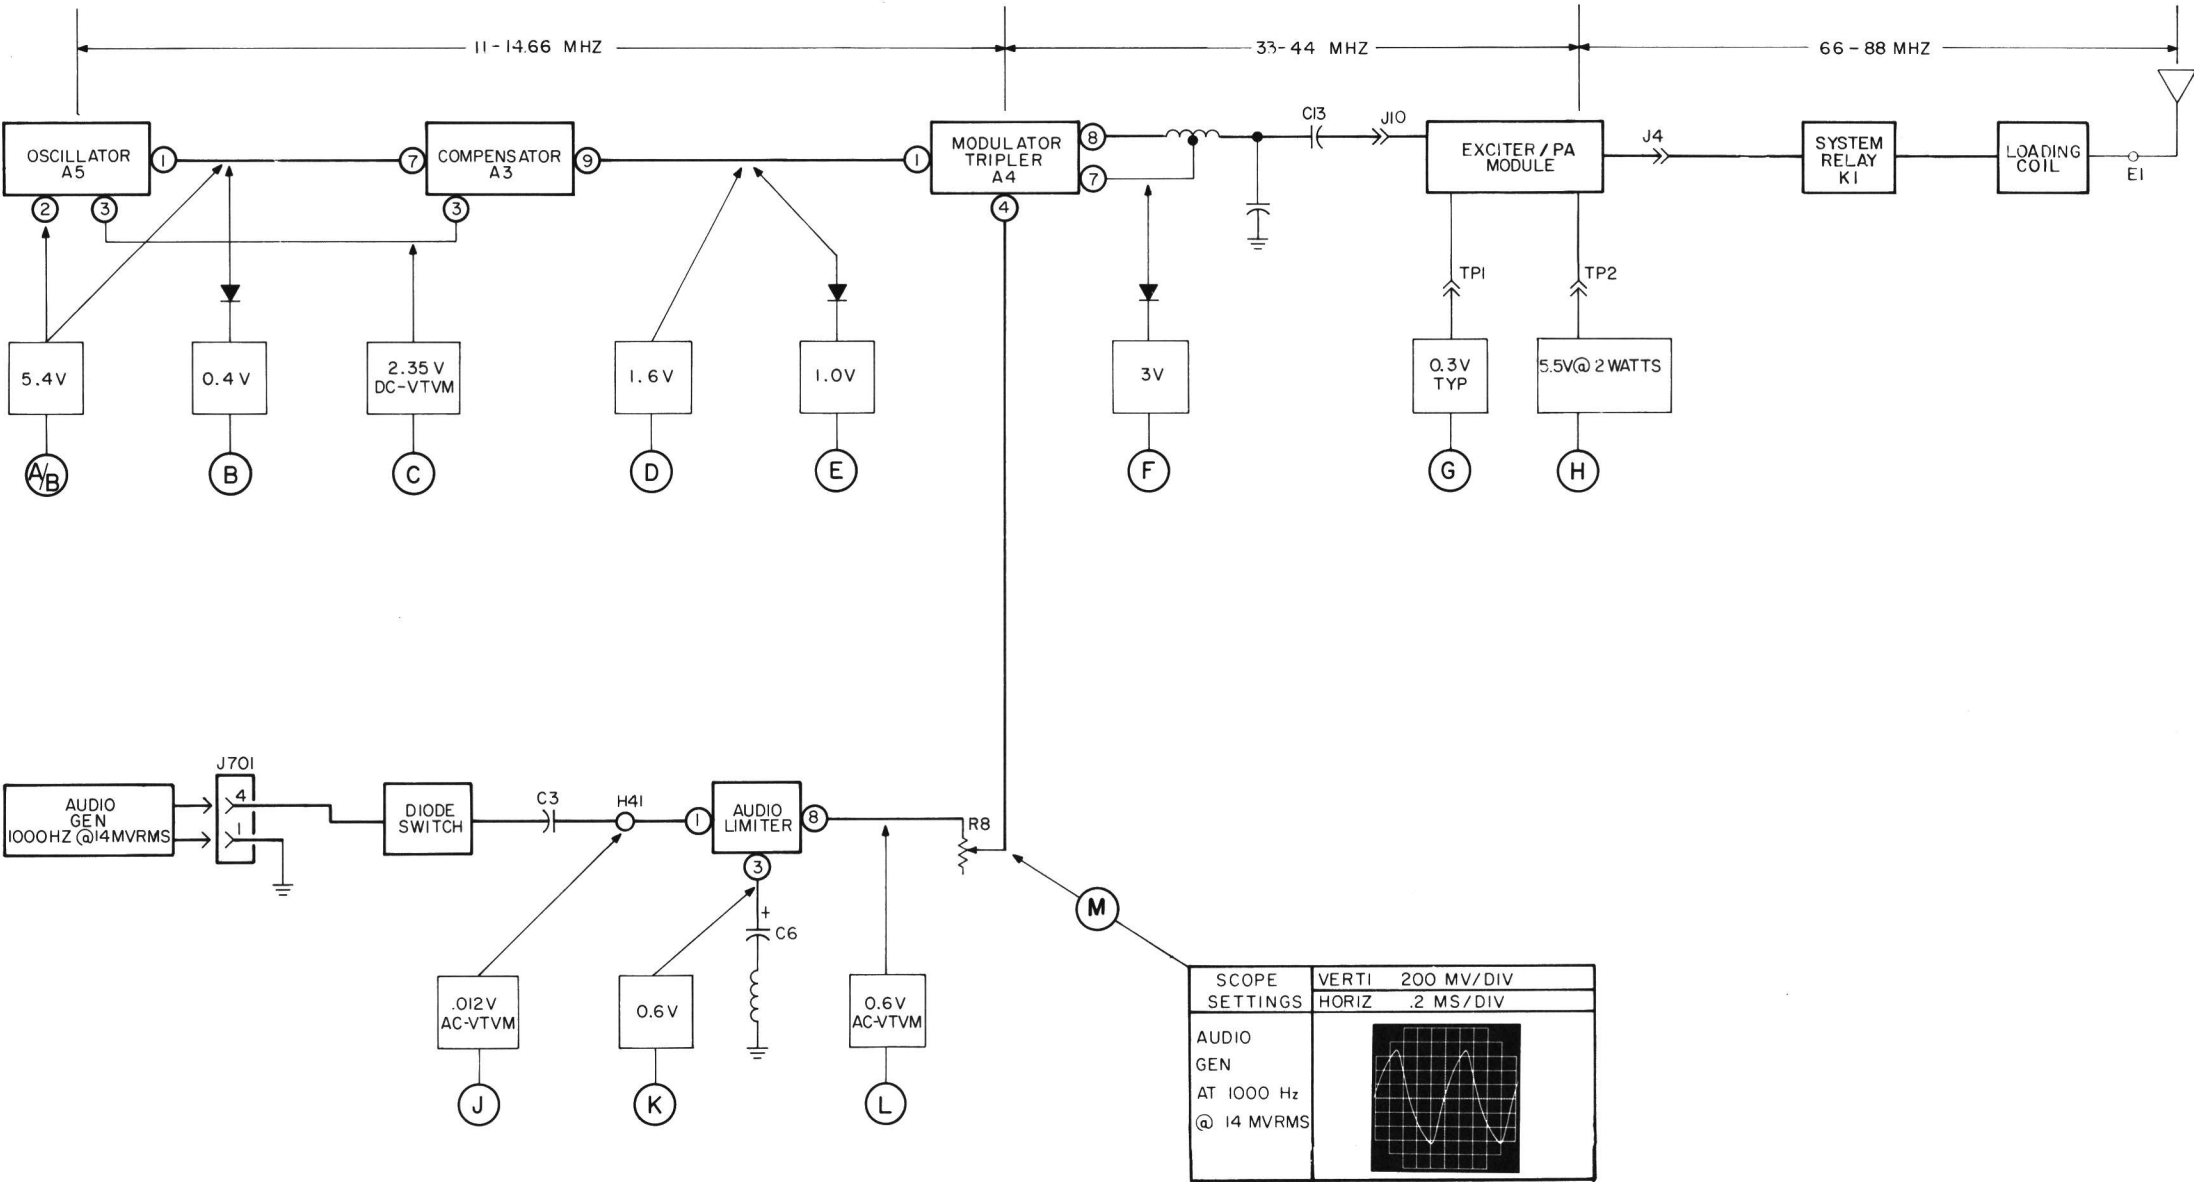 11-14.66 MHZ
33-44 MHZ
66-88 MHZ
OSCILLATOR
A5
1
2
3
7
COMPENSATOR
A3
9
3
1
MODULATOR
TRIPLER
A4
8
7
4
C13
J10
EXCITER/PA
MODULE
J4
SYSTEM
RELAY
K1
LOADING
COIL
E1
TP1
TP2
5.4V
0.4V
2.35V
DC-VTVM
1.6V
1.0V
3V
0.3V
TYP
5.5V@2WATTS
A/B
B
C
D
E
F
G
H
AUDIO
GEN
1000HZ @14MVRMS
J701
4
1
DIODE
SWITCH
C3
H41
1
AUDIO
LIMITER
8
3
R8
+
C6
M
.012V
AC-VTVM
0.6V
0.6V
AC-VTVM
J
K
L
SCOPE
SETTINGS
VERTI 200 MV/DIV
HORIZ .2 MS/DIV
AUDIO
GEN
AT 1000 Hz
@ 14 MVRMS